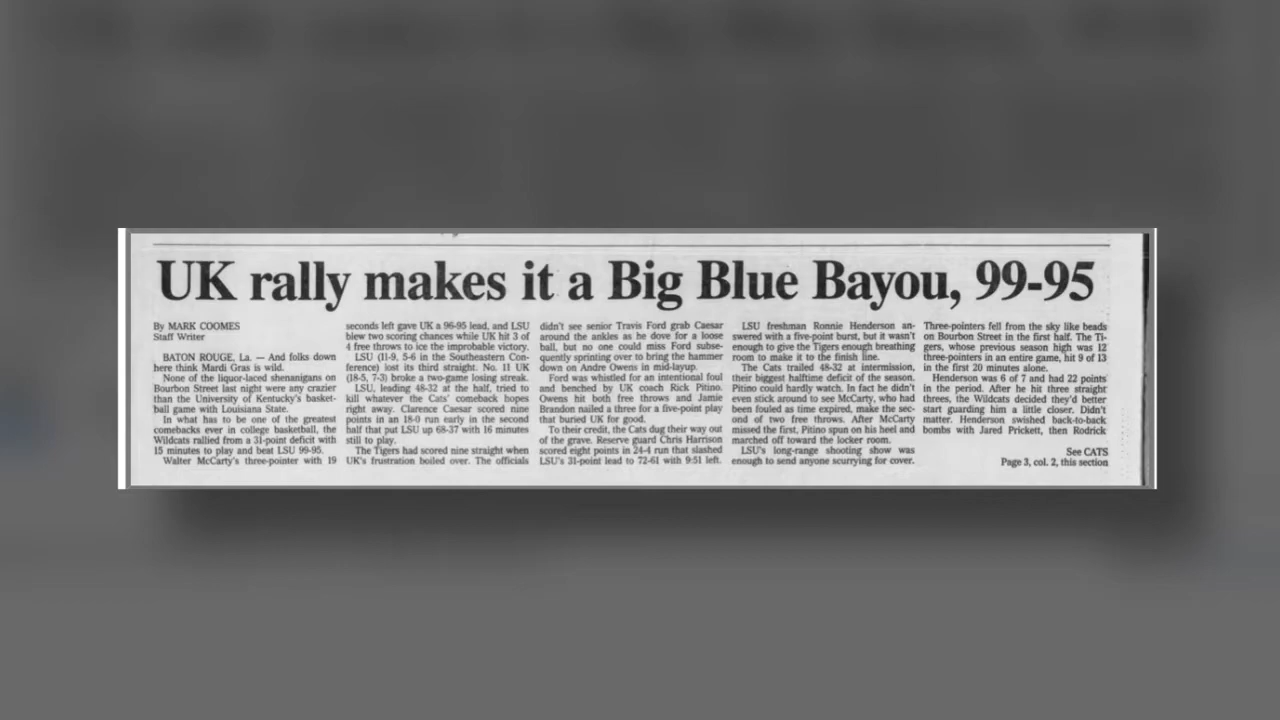 UK rally makes it a Big Blue Bayou, 99-95
By MARK COOMES
Staff Writer
BATON ROUGE, La. — And folks down
here think Mardi Gras is wild.
None of the liquor-laced shenanigans on
Bourbon Street last night were any crazier
than the University of Kentucky's basket-
ball game with Louisiana State.
In what has to be one of the greatest
comebacks ever in college basketball, the
Wildcats rallied from a 31-point deficit with
15 minutes to play and beat LSU 99-95.
Walter McCarty's three-pointer with 19
seconds left gave UK a 96-95 lead, and LSU
blew two scoring chances while UK hit 3 of
4 free throws to ice the improbable victory.
LSU (11-9, 5-6 in the Southeastern Con-
ference) lost its third straight. No. 11 UK
(18-5, 7-3) broke a two-game losing streak.
LSU, leading 48-32 at the half, tried to
kill whatever the Cats' comeback hopes
right away. Clarence Caesar scored nine
points in an 18-0 run early in the second
half that put LSU up 68-37 with 16 minutes
still to play.
The Tigers had scored nine straight when
UK's frustration boiled over. The officials
didn't see senior Travis Ford grab Caesar
around the ankles as he dove for a loose
ball, but no one could miss Ford subse-
quently sprinting over to bring the hammer
down on Andre Owens in mid-layup.
Ford was whistled for an intentional foul
and benched by UK coach Rick Pitino.
Owens hit both free throws and Jamie
Brandon nailed a three for a five-point play
that buried UK for good.
To their credit, the Cats dug their way out
of the grave. Reserve guard Chris Harrison
scored eight points in 24-4 run that slashed
LSU's 31-point lead to 72-61 with 9:51 left.
LSU freshman Ronnie Henderson an-
swered with a five-point burst, but it wasn't
enough to give the Tigers enough breathing
room to make it to the finish line.
The Cats trailed 48-32 at intermission,
their biggest halftime deficit of the season.
Pitino could hardly watch. In fact he didn't
even stick around to see McCarty, who had
been fouled as time expired, make the sec-
ond of two free throws. After McCarty
missed the first, Pitino spun on his heel and
marched off toward the locker room.
LSU's long-range shooting show was
enough to send anyone scurrying for cover.
Three-pointers fell from the sky like beads
on Bourbon Street in the first half. The Ti-
gers, whose previous season high was 12
three-pointers in an entire game, hit 9 of 13
in the first 20 minutes alone.
Henderson was 6 of 7 and had 22 points
in the period. After he hit three straight
threes, the Wildcats decided they'd better
start guarding him a little closer. Didn't
matter. Henderson swished back-to-back
bombs with Jared Prickett, then Rodrick
See CATS
Page 3, col. 2, this section